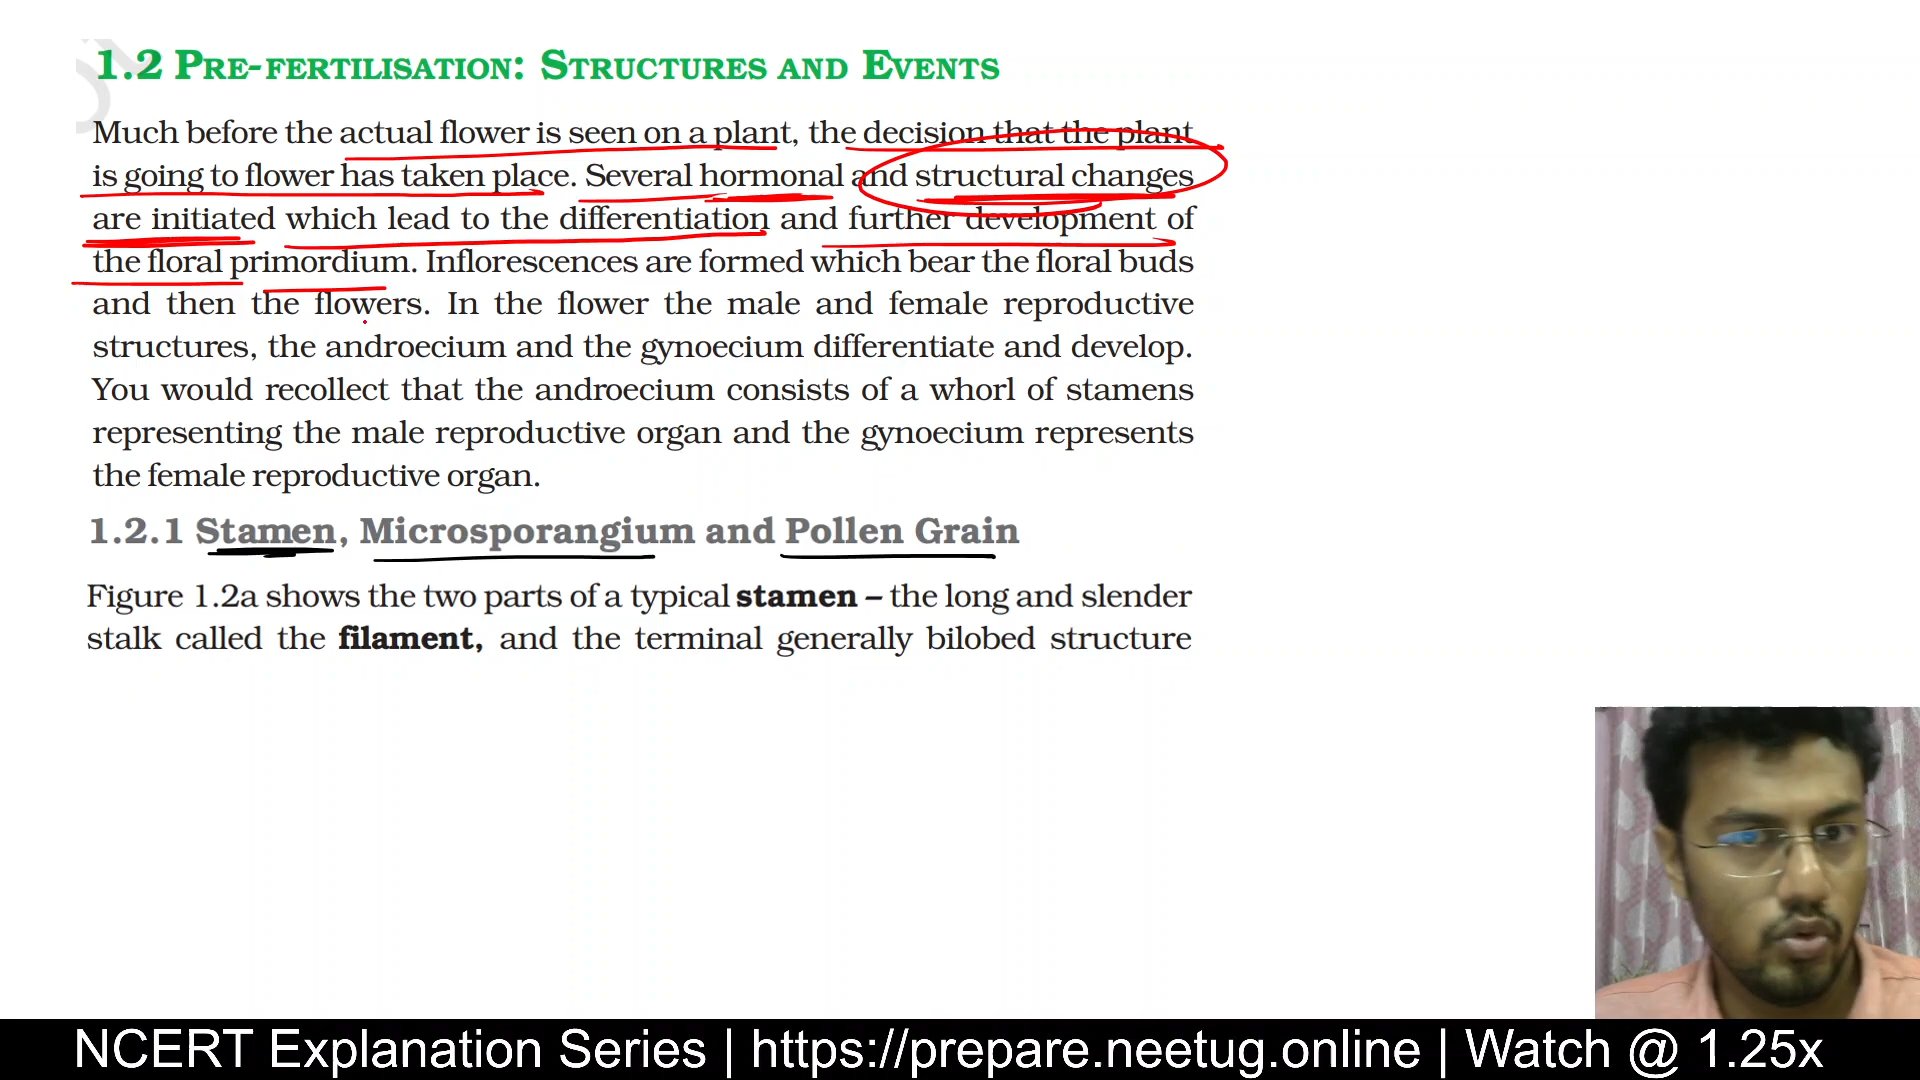 1.2 PRE-FERTILISATION: STRUCTURES AND EVENTS
Much before the actual flower is seen on a plant, the decision that the plant
is going to flower has taken place. Several hormonal and structural changes
are initiated which lead to the differentiation and further development of
the floral primordium. Inflorescences are formed which bear the floral buds
and then the flowers. In the flower the male and female reproductive
structures, the androecium and the gynoecium differentiate and develop.
You would recollect that the androecium consists of a whorl of stamens
representing the male reproductive organ and the gynoecium represents
the female reproductive organ.
1.2.1 Stamen, Microsporangium and Pollen Grain
Figure 1.2a shows the two parts of a typical stamen – the long and slender
stalk called the filament, and the terminal generally bilobed structure
NCERT Explanation Series | https://prepare.neetug.online | Watch @ 1.25x